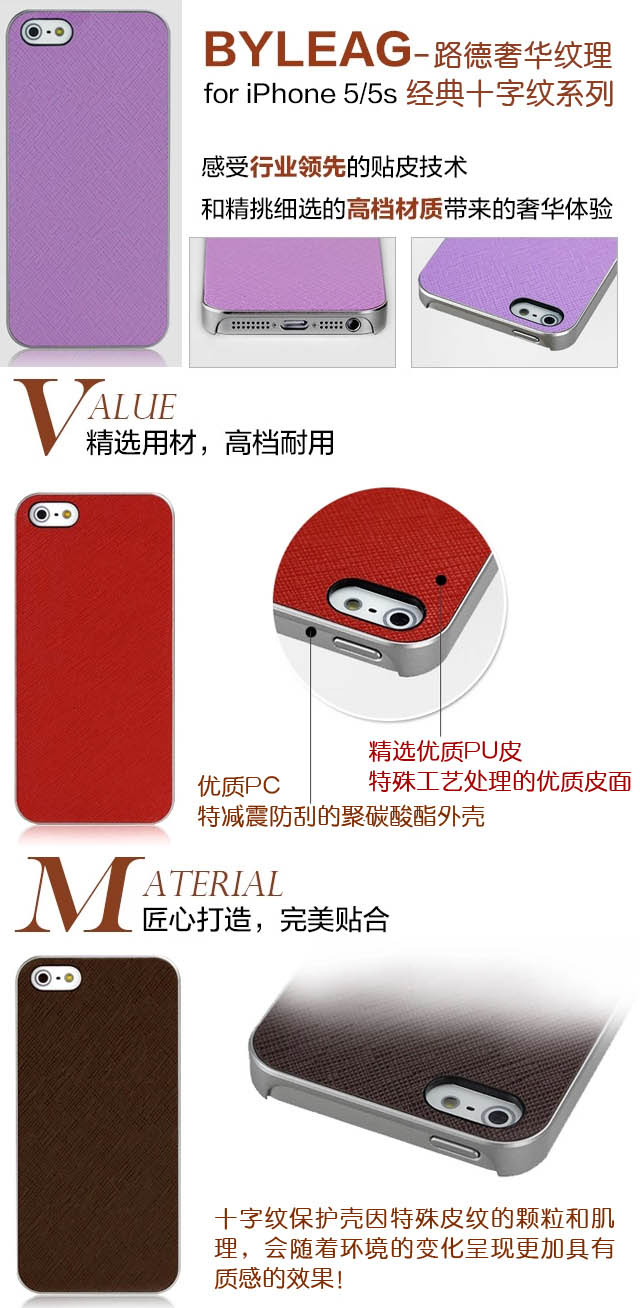 BYLEAG-路德奢华纹理
for iPhone 5/5s 经典十字纹系列
感受行业领先的贴皮技术
和精挑细选的高档材质带来的奢华体验
VALUE
精选用材，高档耐用
精选优质PU皮
特殊工艺处理的优质皮面
优质PC
特减震防刮的聚碳酸酯外壳
MATERIAL
匠心打造，完美贴合
十字纹保护壳因特殊皮纹的颗粒和肌
理，会随着环境的变化呈现更加具有
质感的效果！